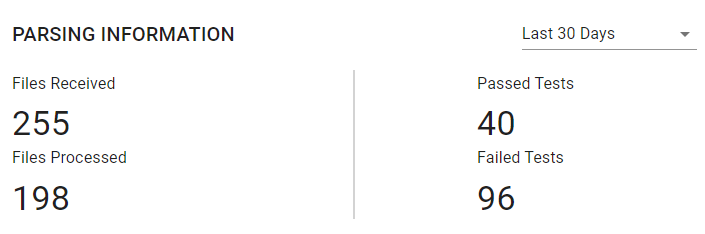 PARSING INFORMATION
Last 30 Days
Files Received
255
Files Processed
198
Passed Tests
40
Failed Tests
96